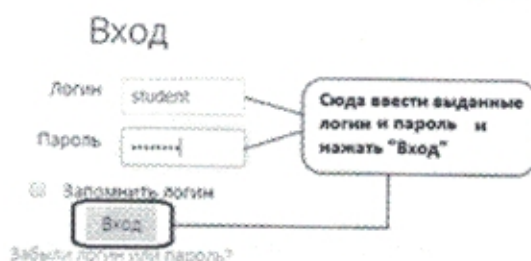 Вход
Логин
student
Пароль
••••••••
Сюда ввести выданные
логин и пароль и
нажать "Вход"
Запомнить логин
Вход
Забыли логин или пароль?